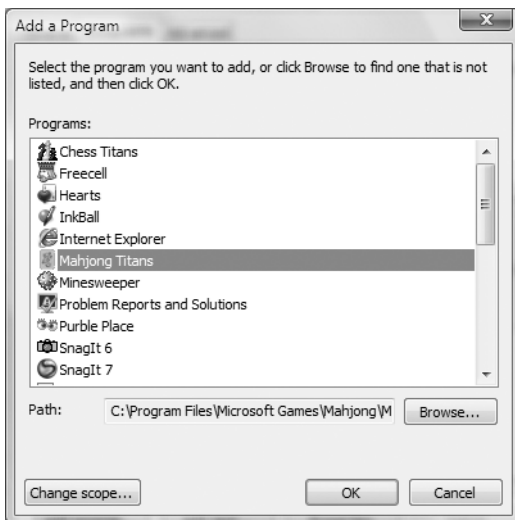 Add a Program
Select the program you want to add, or click Browse to find one that is not
listed, and then click OK.
Programs:
Chess Titans
Freecell
Hearts
InkBall
Internet Explorer
Mahjong Titans
Minesweeper
Problem Reports and Solutions
Purble Place
SnagIt 6
SnagIt 7
Path: C:\Program Files\Microsoft Games\Mahjong\M Browse...
Change scope... OK Cancel